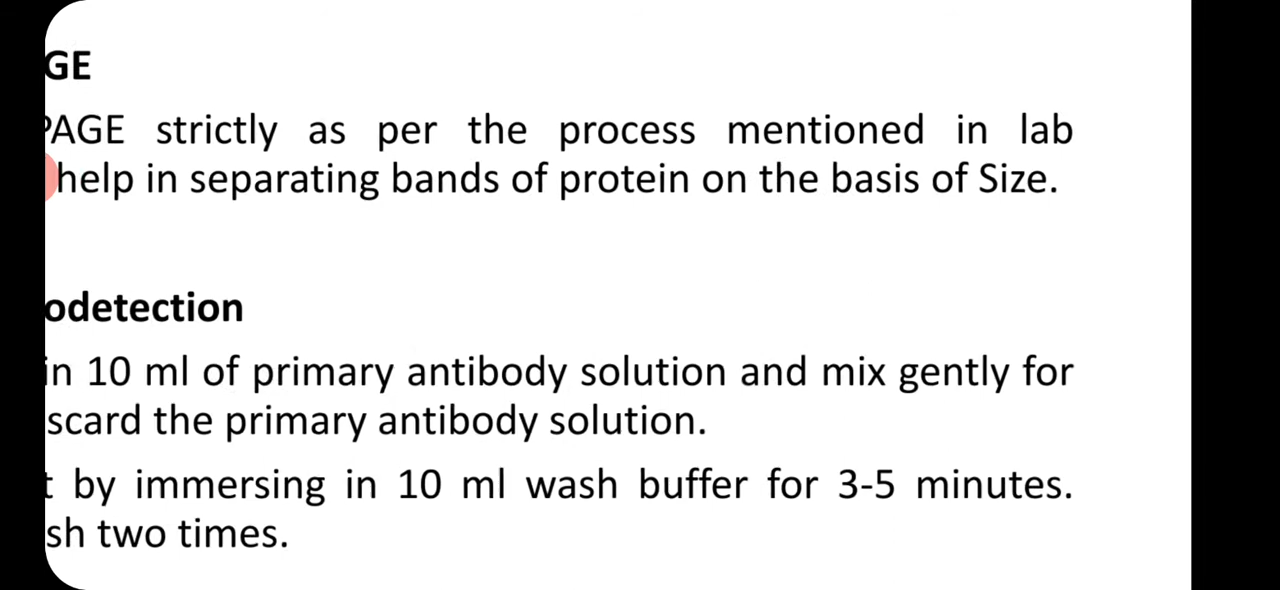 GE
PAGE strictly as per the process mentioned in lab
help in separating bands of protein on the basis of Size.
odetection
in 10 ml of primary antibody solution and mix gently for
scard the primary antibody solution.
t by immersing in 10 ml wash buffer for 3-5 minutes.
sh two times.